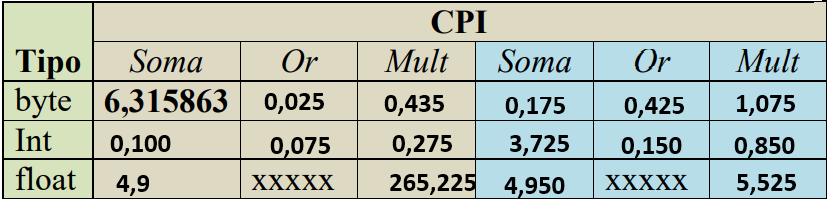 CPI
Tipo Soma Or Mult Soma Or Mult
byte 6,315863 0,025 0,435 0,175 0,425 1,075
Int 0,100 0,075 0,275 3,725 0,150 0,850
float 4,9 xxxxx 265,225 4,950 xxxxx 5,525